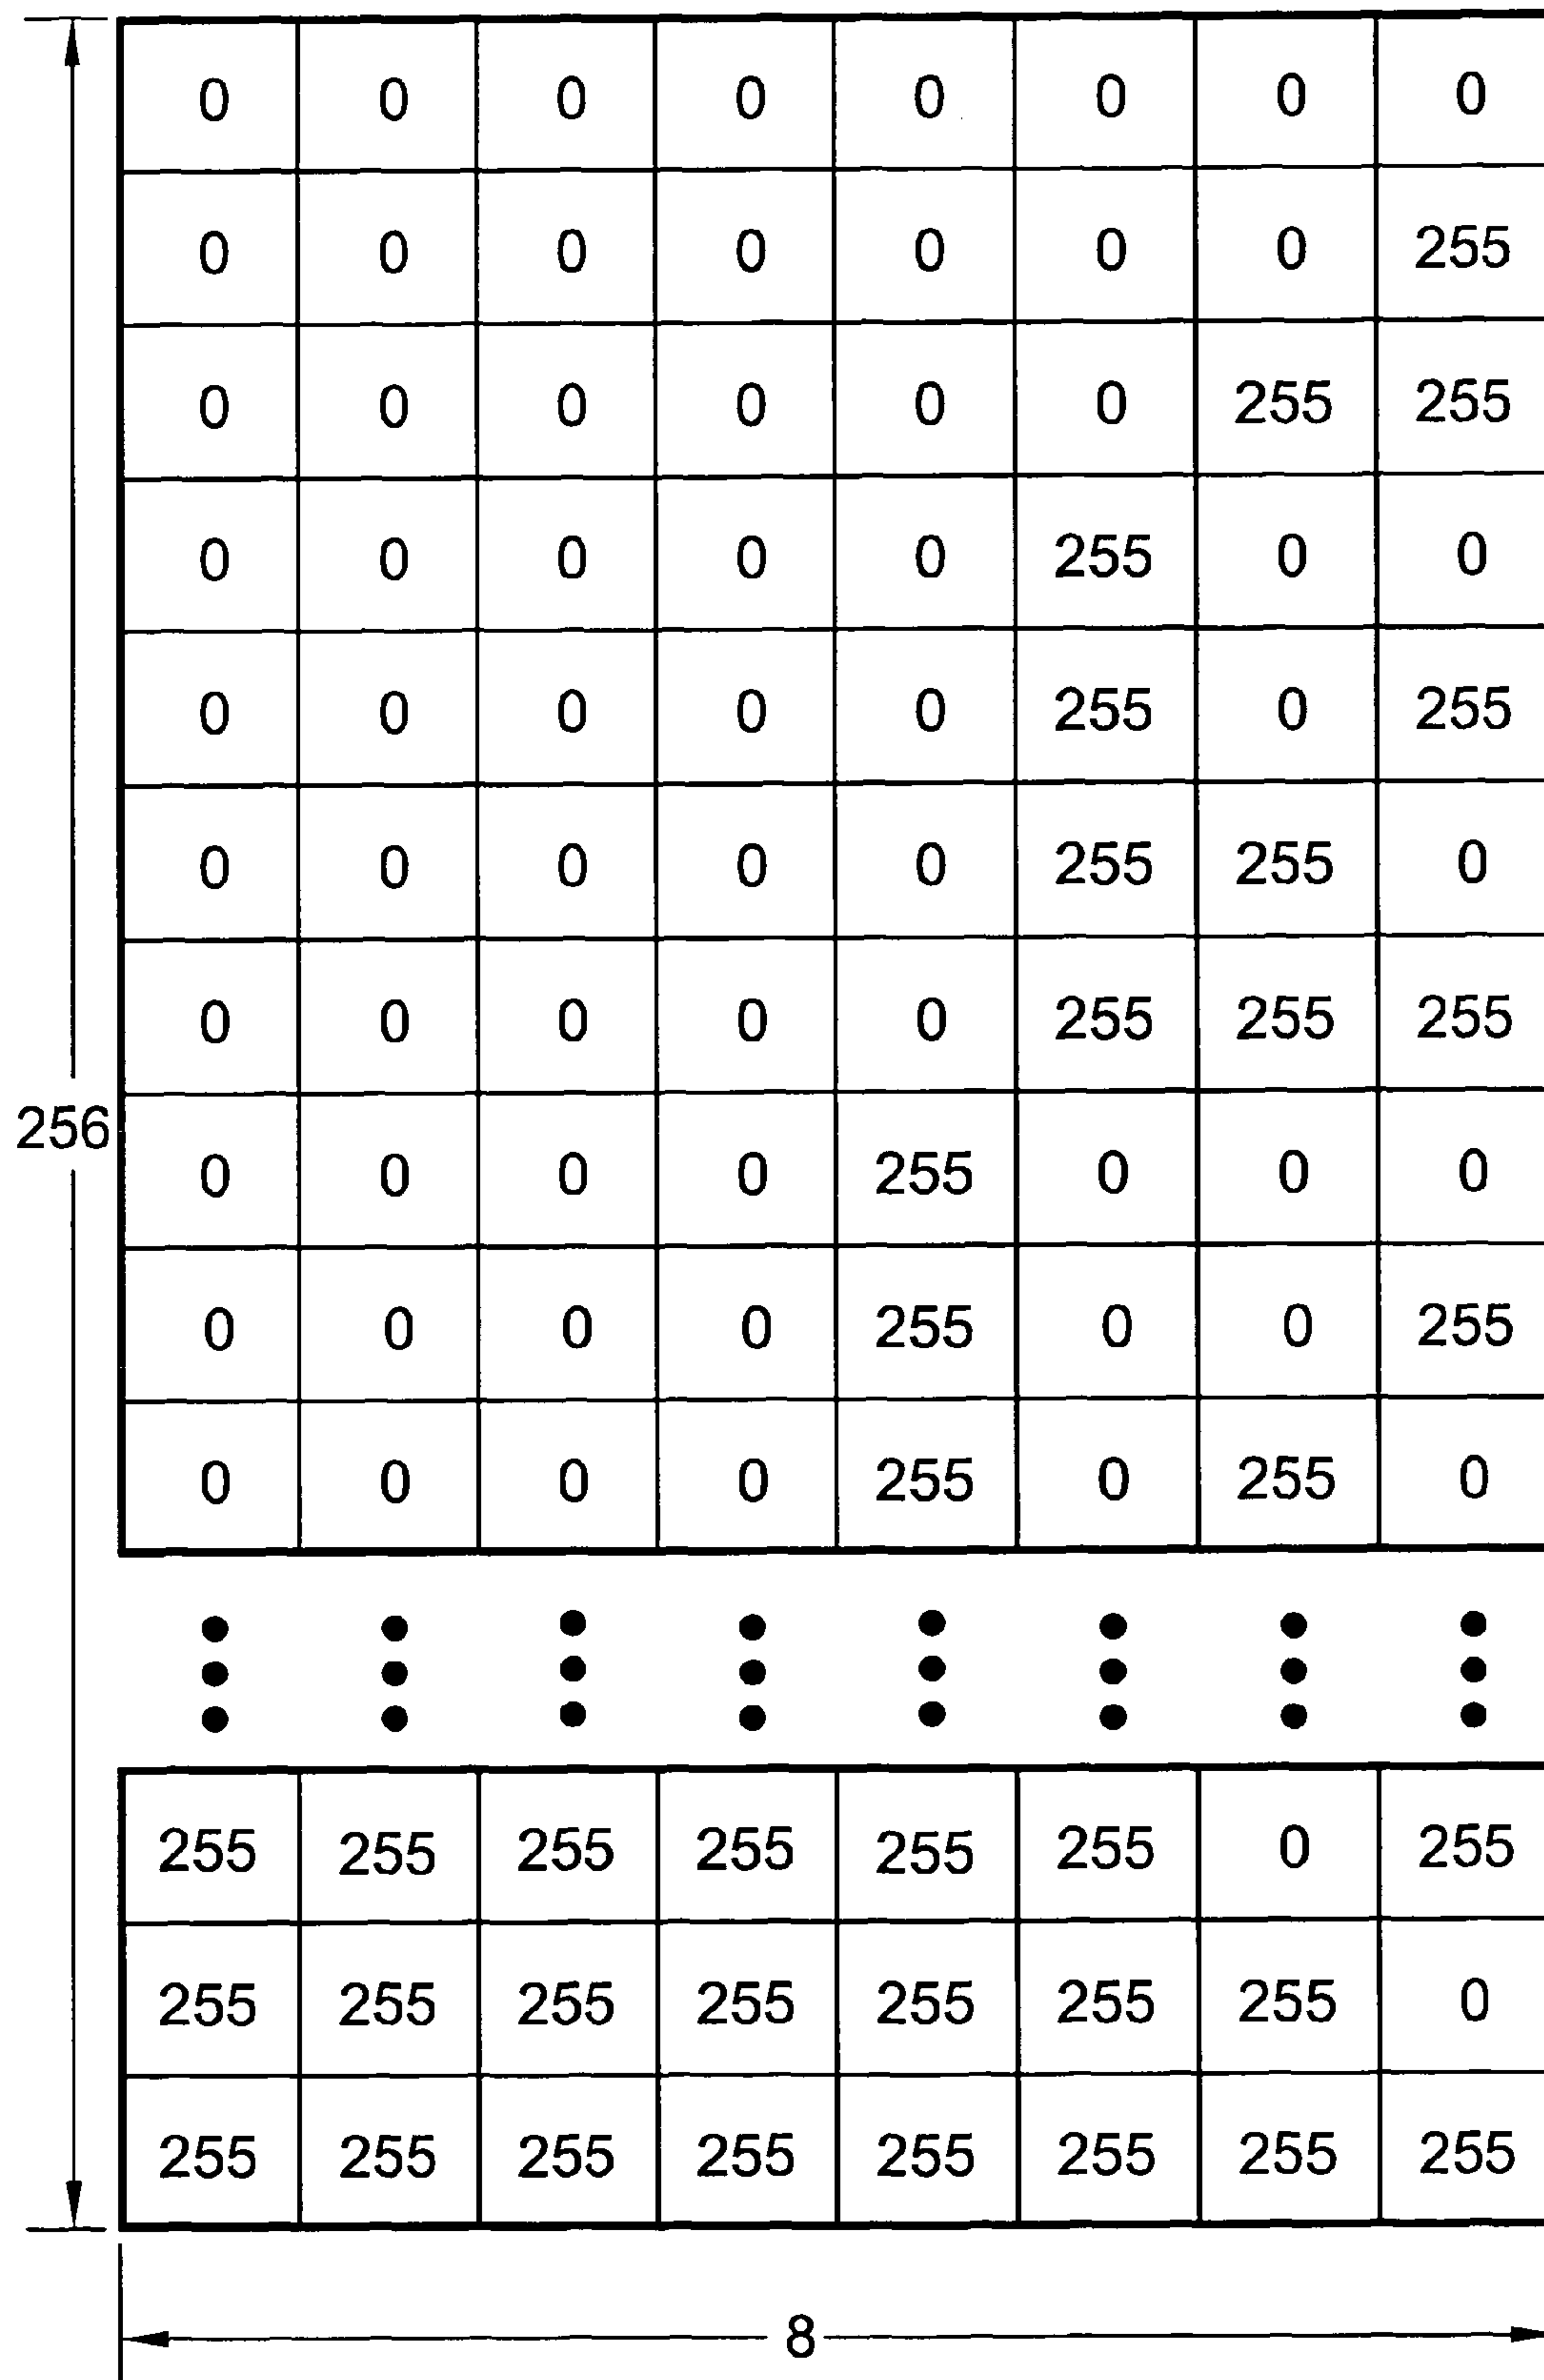 0 0 0 0 0 0 0 0
0 0 0 0 0 0 0 255
0 0 0 0 0 0 255 255
0 0 0 0 0 255 0 0
0 0 0 0 0 255 0 255
0 0 0 0 0 255 255 0
0 0 0 0 0 255 255 255
256
0 0 0 0 255 0 0 0
0 0 0 0 255 0 0 255
0 0 0 0 255 0 255 0
255 255 255 255 255 255 0 255
255 255 255 255 255 255 255 0
255 255 255 255 255 255 255 255
8